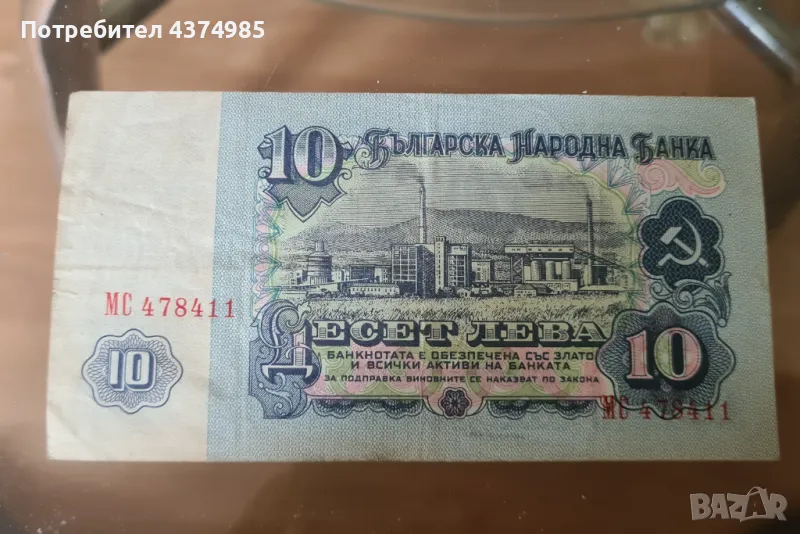 Потребител 4374985
10 Българска Народна Банка
МС 478411
Десет лева
Банкнотата е обезпечена със злато
и всички активи на банката
за подправка виновните се наказват по закона
10
10
МС 478411
BAZAR